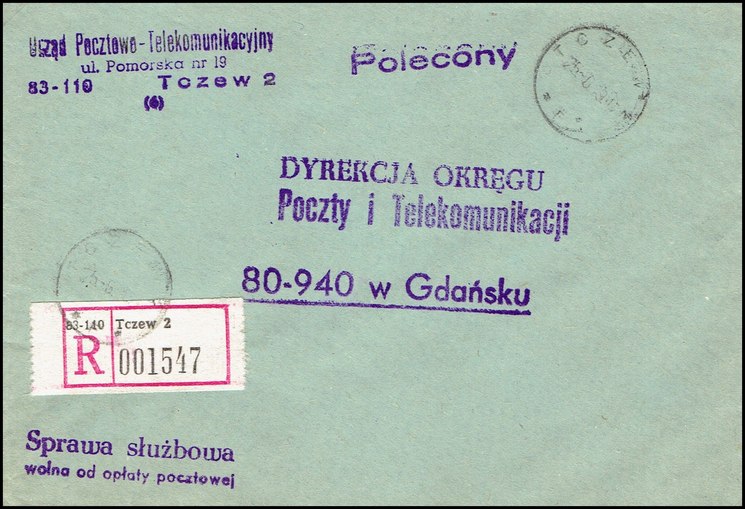 Urząd Pocztowo-Telekomunikacyjny
ul. Pomorska nr 19
83-110 Tczew 2
(6)
Polecony
TCZEW
DYREKCJA OKRĘGU
Poczty i Telekomunikacji
80-940 w Gdańsku
83-110 Tczew 2
R 001547
Sprawa służbowa
wolna od opłaty pocztowej